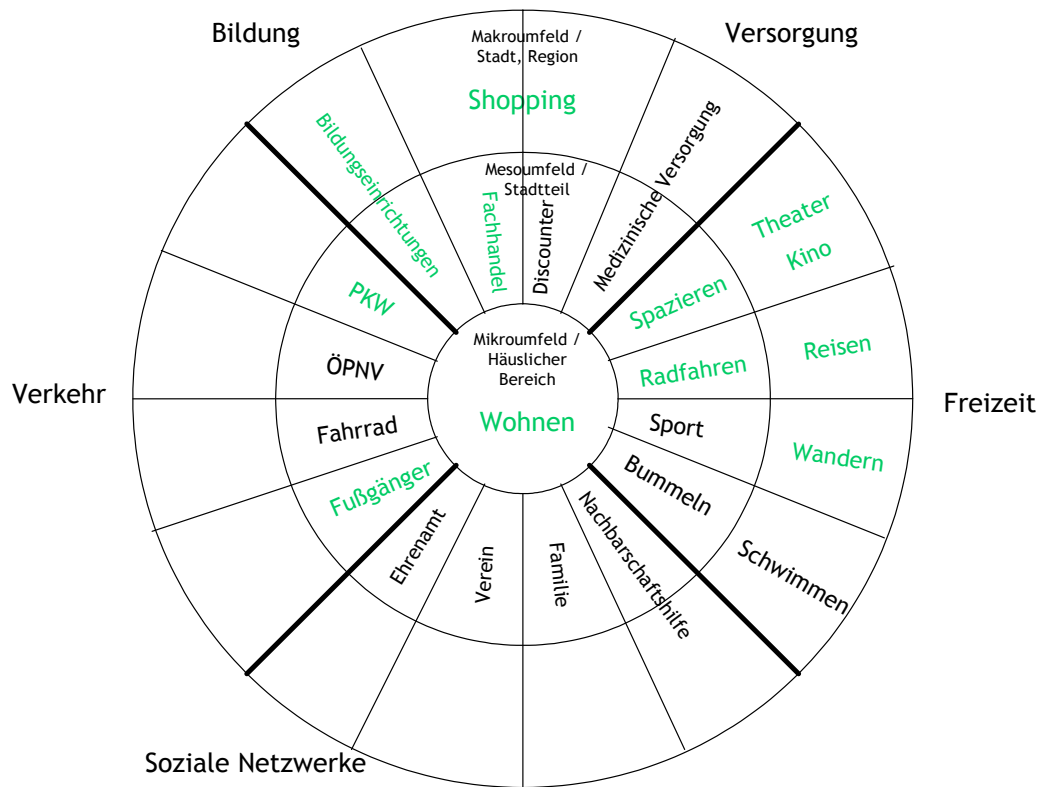 Bildung
Makroumfeld /
Stadt, Region
Versorgung
Shopping
Bildungseinrichtungen
Medizinische Versorgung
Mesoumfeld /
Stadtteil
Fachhandel
Discounter
Theater
Kino
PKW
Spazieren
Mikroumfeld /
Häuslicher
Bereich
Reisen
ÖPNV
Radfahren
Verkehr
Freizeit
Wohnen
Fahrrad
Sport
Wandern
Fußgänger
Bummeln
Ehrenamt
Verein
Familie
Nachbarschaftshilfe
Schwimmen
Soziale Netzwerke